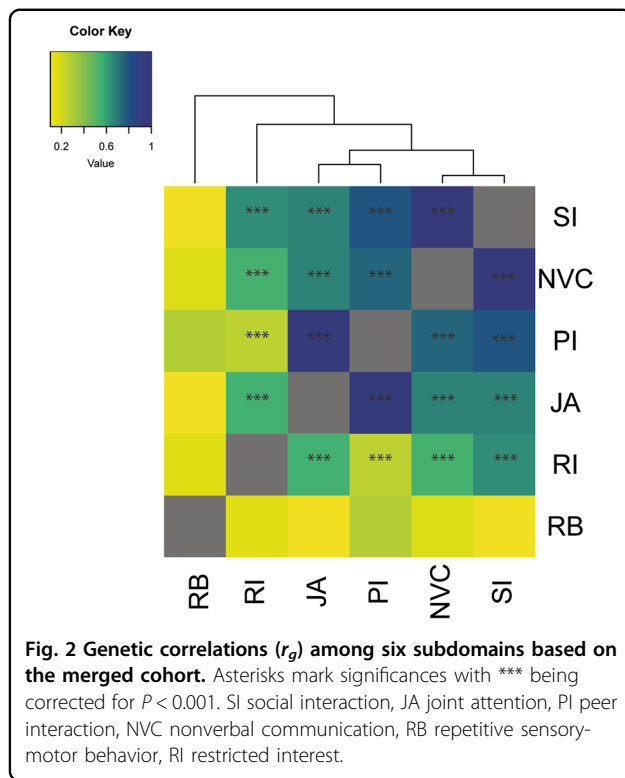 Color Key
0.2 0.6 1
Value
*** *** *** *** SI
*** *** *** *** NVC
*** *** *** *** PI
*** *** *** *** JA
*** *** *** *** RI
RB
RB RI JA PI NVC SI
Fig. 2 Genetic correlations (rg) among six subdomains based on
the merged cohort. Asterisks mark significances with *** being
corrected for P < 0.001. SI social interaction, JA joint attention, PI peer
interaction, NVC nonverbal communication, RB repetitive sensory-
motor behavior, RI restricted interest.